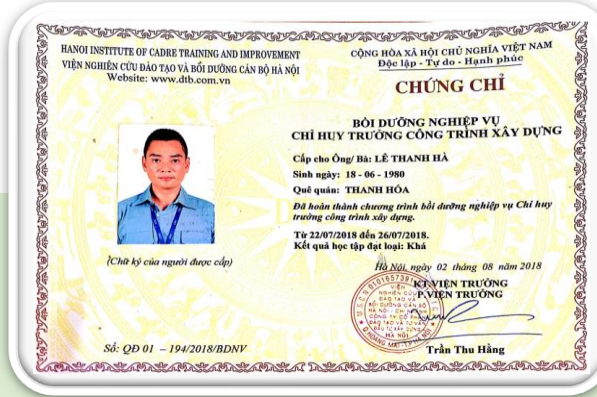 HANOI INSTITUTE OF CADRE TRAINING AND IMPROVEMENT
VIỆN NGHIÊN CỨU ĐÀO TẠO VÀ BỒI DƯỠNG CÁN BỘ HÀ NỘI
Website: www.dtb.com.vn
CỘNG HÒA XÃ HỘI CHỦ NGHĨA VIỆT NAM
Độc lập - Tự do - Hạnh phúc
CHỨNG CHỈ
BỒI DƯỠNG NGHIỆP VỤ
CHỈ HUY TRƯỞNG CÔNG TRÌNH XÂY DỰNG
Cấp cho Ông/ Bà: LÊ THANH HÀ
Sinh ngày: 18 - 06 - 1980
Quê quán: THANH HÓA
Đã hoàn thành chương trình bồi dưỡng nghiệp vụ Chỉ huy
trưởng công trình xây dựng.
Từ 22/07/2018 đến 26/07/2018.
Kết quả học tập đạt loại: Khá
(Chữ ký của người được cấp)
Hà Nội, ngày 02 tháng 08 năm 2018
KT.VIỆN TRƯỞNG
P.VIỆN TRƯỞNG
Trần Thu Hằng
Số: QĐ 01 – 194/2018/BDNV